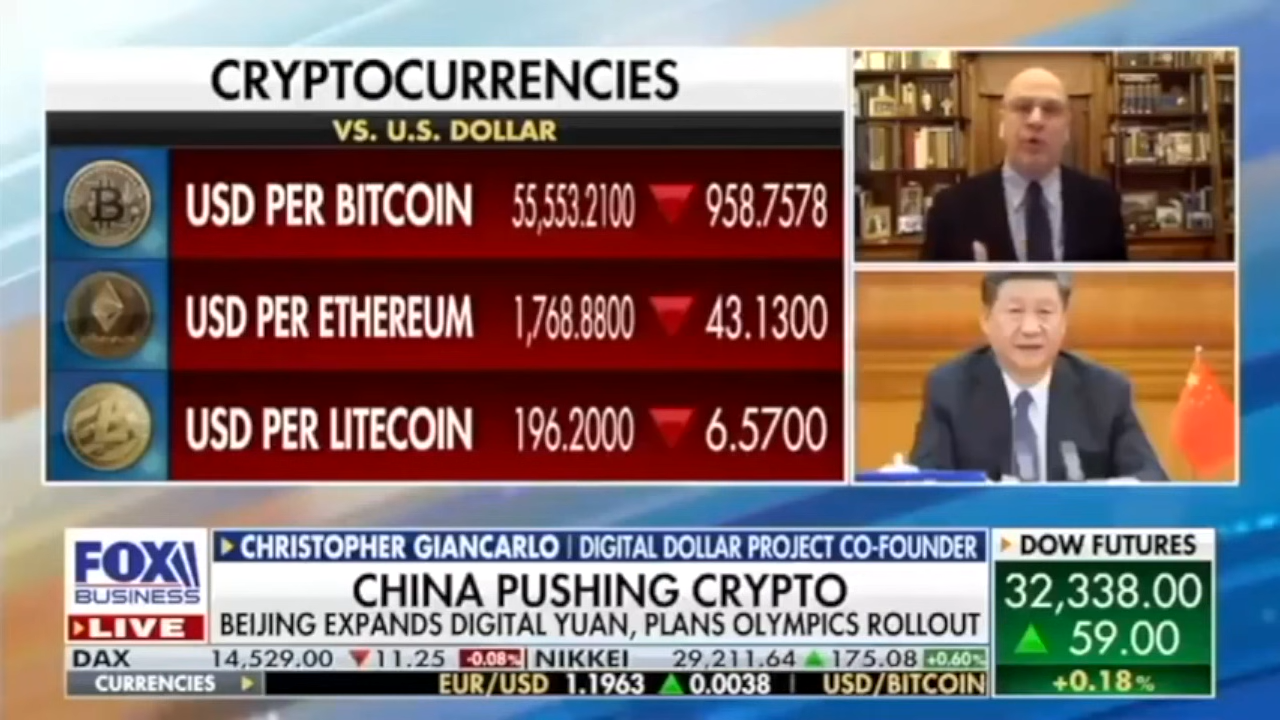 CRYPTOCURRENCIES
VS. U.S. DOLLAR
USD PER BITCOIN 55,553.2100 ▼ 958.7578
USD PER ETHEREUM 1,768.8800 ▼ 43.1300
USD PER LITECOIN 196.2000 ▼ 6.5700
FOX BUSINESS
LIVE
CHRISTOPHER GIANCARLO | DIGITAL DOLLAR PROJECT CO-FOUNDER
CHINA PUSHING CRYPTO
BEIJING EXPANDS DIGITAL YUAN, PLANS OLYMPICS ROLLOUT
DOW FUTURES
32,338.00
▲ 59.00
+0.18%
DAX 14,529.00 ▼ 11.25 -0.08% NIKKEI 29,211.64 ▲ 175.08 +0.60%
CURRENCIES EUR/USD 1.1963 ▲ 0.0038 | USD/BITCOIN